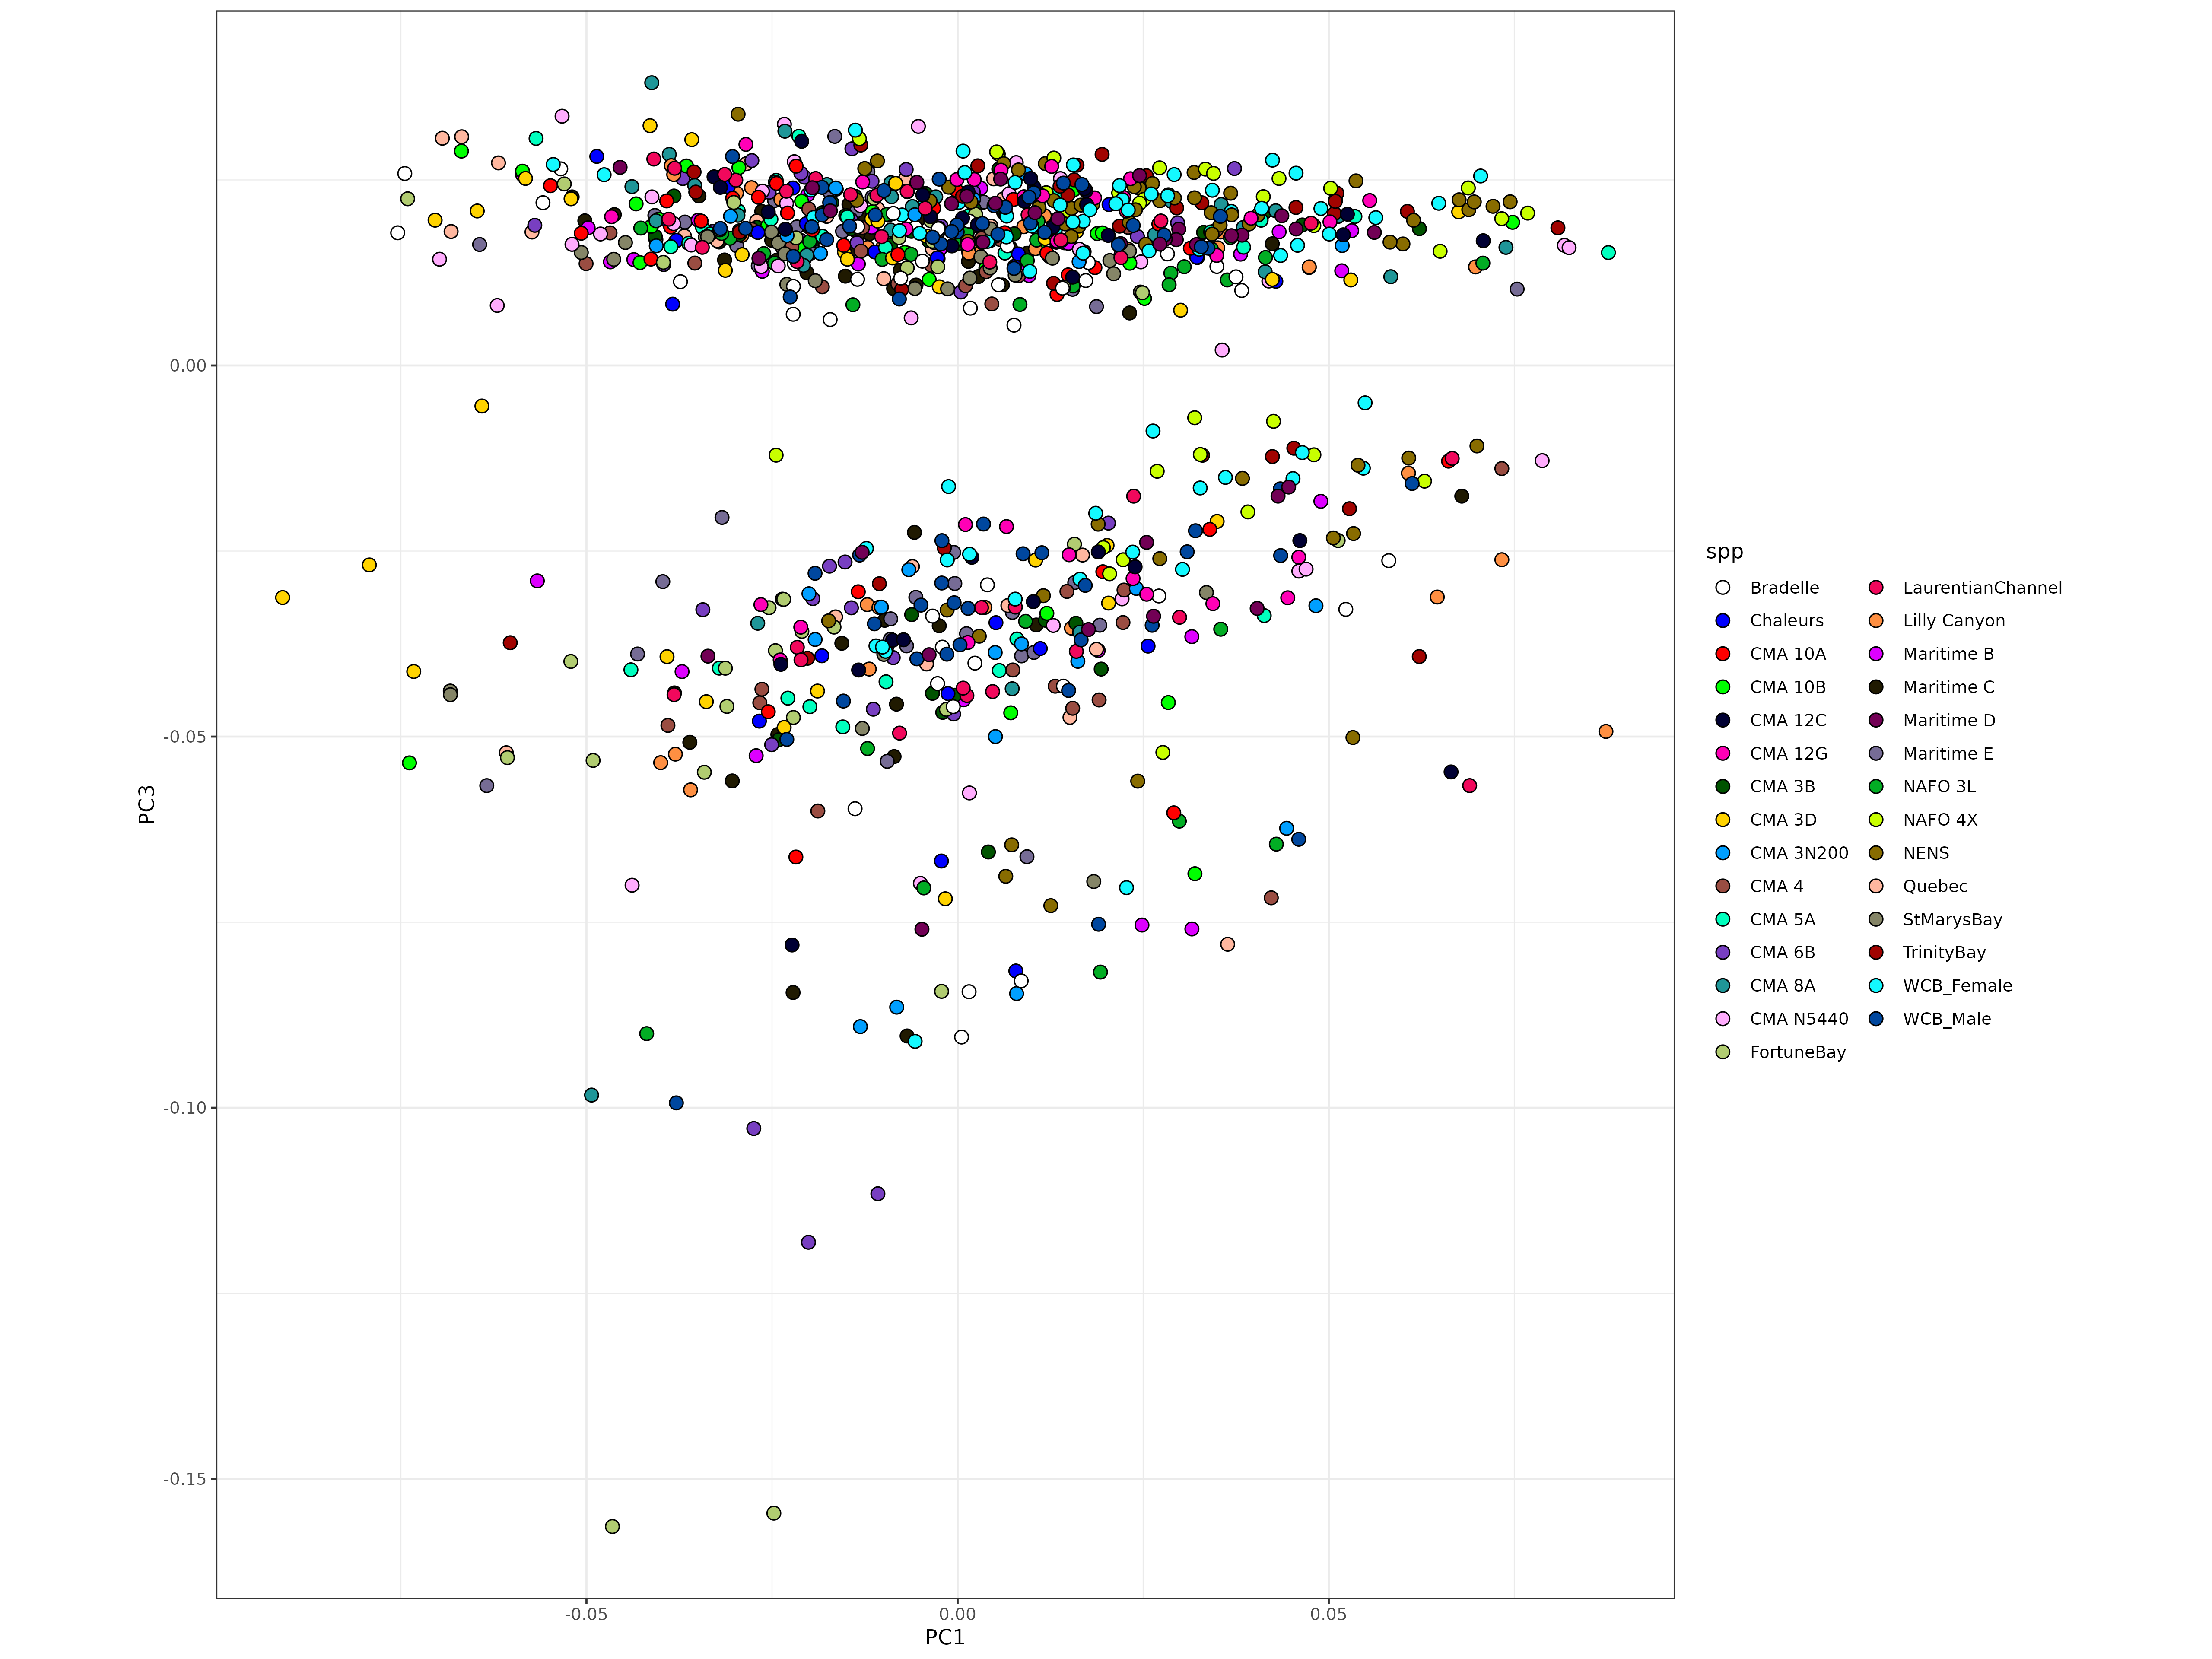 0.00
-0.05
-0.10
-0.15
PC3
-0.05
0.00
0.05
PC1
spp
Bradelle
Chaleurs
CMA 10A
CMA 10B
CMA 12C
CMA 12G
CMA 3B
CMA 3D
CMA 3N200
CMA 4
CMA 5A
CMA 6B
CMA 8A
CMA N5440
FortuneBay
LaurentianChannel
Lilly Canyon
Maritime B
Maritime C
Maritime D
Maritime E
NAFO 3L
NAFO 4X
NENS
Quebec
StMarysBay
TrinityBay
WCB_Female
WCB_Male